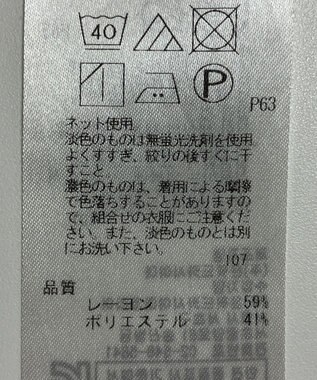 40
P
P63
ネット使用
淡色のものは無蛍光洗剤を使用
よくすすぎ、絞りの後すぐに干
すこと
濃色のものは、着用による摩擦
で色落ちすることがありますの
で、組合せの衣服にご注意くださ
い。また、淡色のものとは別
にお洗い下さい。
107
品質
レーヨン 59%
ポリエステル 41%